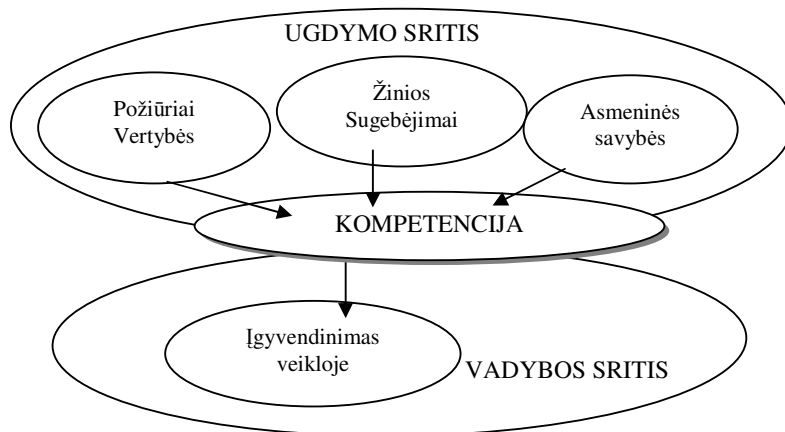 UGDYMO SRITIS
Požiūriai
Vertybės
Žinios
Sugebėjimai
Asmeninės
savybės
KOMPETENCIJA
Įgyvendinimas
veikloje
VADYBOS SRITIS